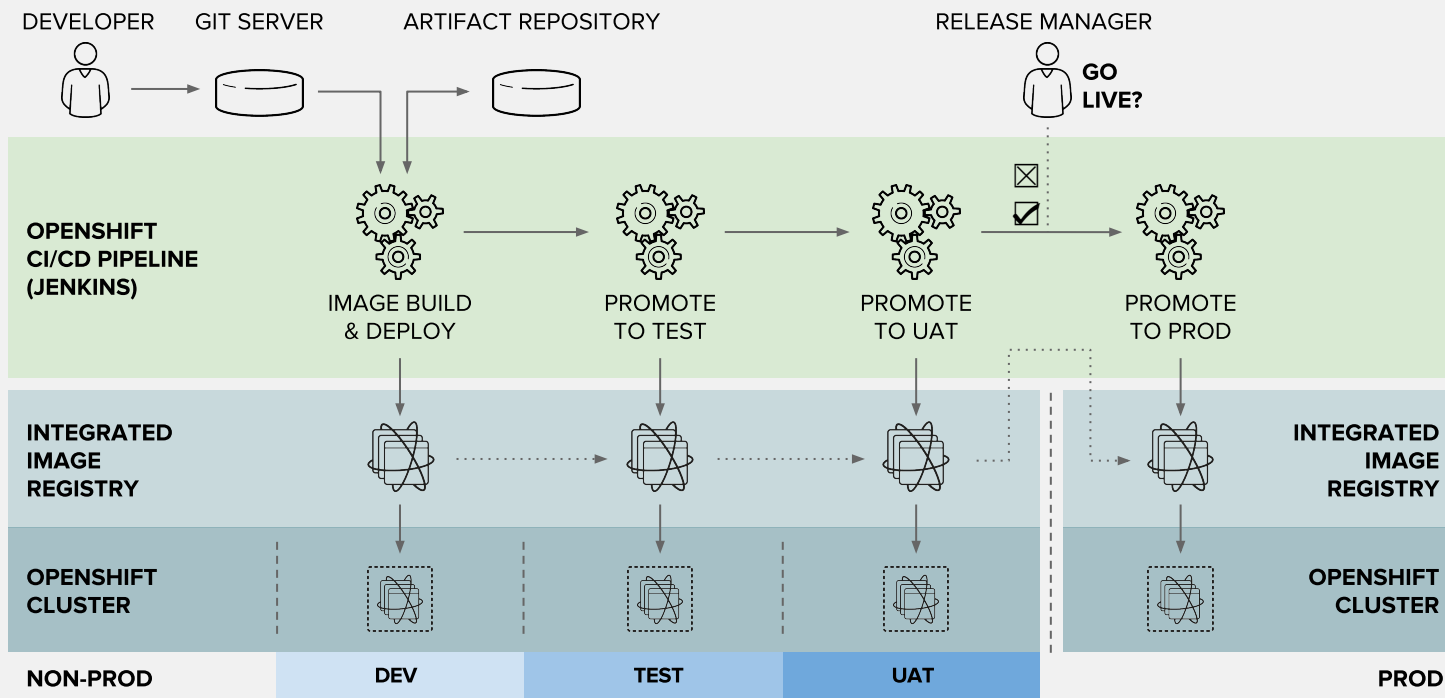 DEVELOPER
GIT SERVER
ARTIFACT REPOSITORY
RELEASE MANAGER
GO
LIVE?
OPENSHIFT
CI/CD PIPELINE
(JENKINS)
IMAGE BUILD
& DEPLOY
PROMOTE
TO TEST
PROMOTE
TO UAT
PROMOTE
TO PROD
INTEGRATED
IMAGE
REGISTRY
INTEGRATED
IMAGE
REGISTRY
OPENSHIFT
CLUSTER
OPENSHIFT
CLUSTER
NON-PROD
DEV
TEST
UAT
PROD